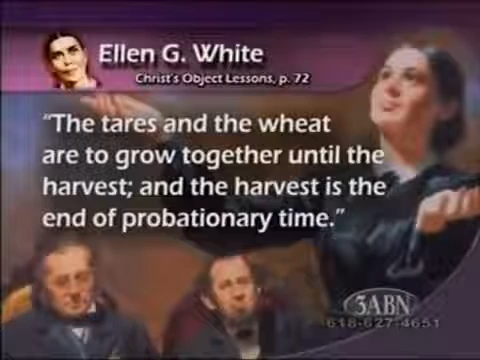 Ellen G. White
Christ's Object Lessons, p. 72
"The tares and the wheat
are to grow together until the
harvest; and the harvest is the
end of probationary time."
3ABN
618-627-4651